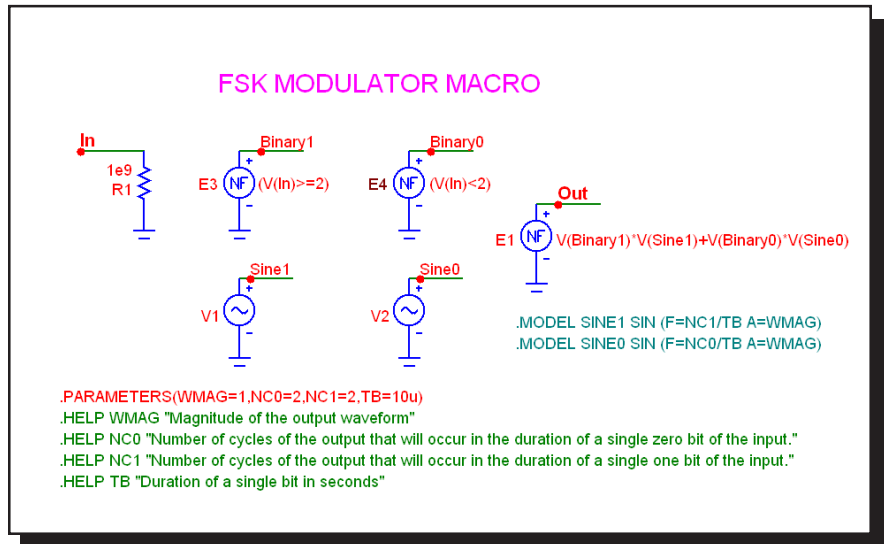 FSK MODULATOR MACRO
In
Binary1
Binary0
1e9
R1
+
E3
NF
(V(In)>=2)
-
+
E4
NF
(V(In)<2)
-
Out
+
E1
NF
V(Binary1)*V(Sine1)+V(Binary0)*V(Sine0)
-
Sine1
+
V1
-
Sine0
+
V2
-
.MODEL SINE1 SIN (F=NC1/TB A=WMAG)
.MODEL SINE0 SIN (F=NC0/TB A=WMAG)
.PARAMETERS(WMAG=1,NC0=2,NC1=2,TB=10u)
.HELP WMAG "Magnitude of the output waveform"
.HELP NC0 "Number of cycles of the output that will occur in the duration of a single zero bit of the input."
.HELP NC1 "Number of cycles of the output that will occur in the duration of a single one bit of the input."
.HELP TB "Duration of a single bit in seconds"